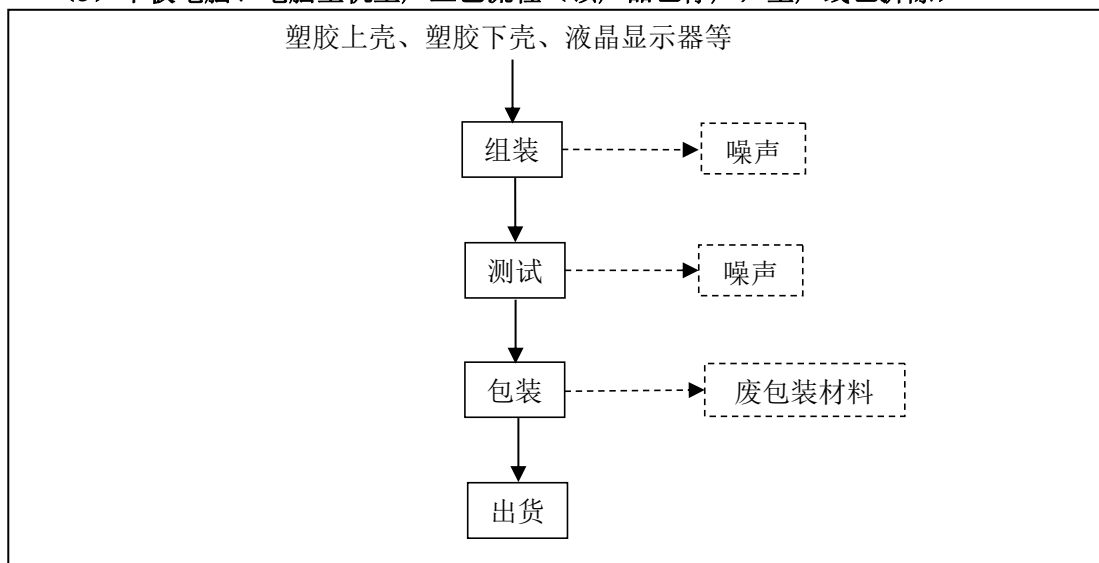 塑胶上壳、塑胶下壳、液晶显示器等
组装
噪声
测试
噪声
包装
废包装材料
出货